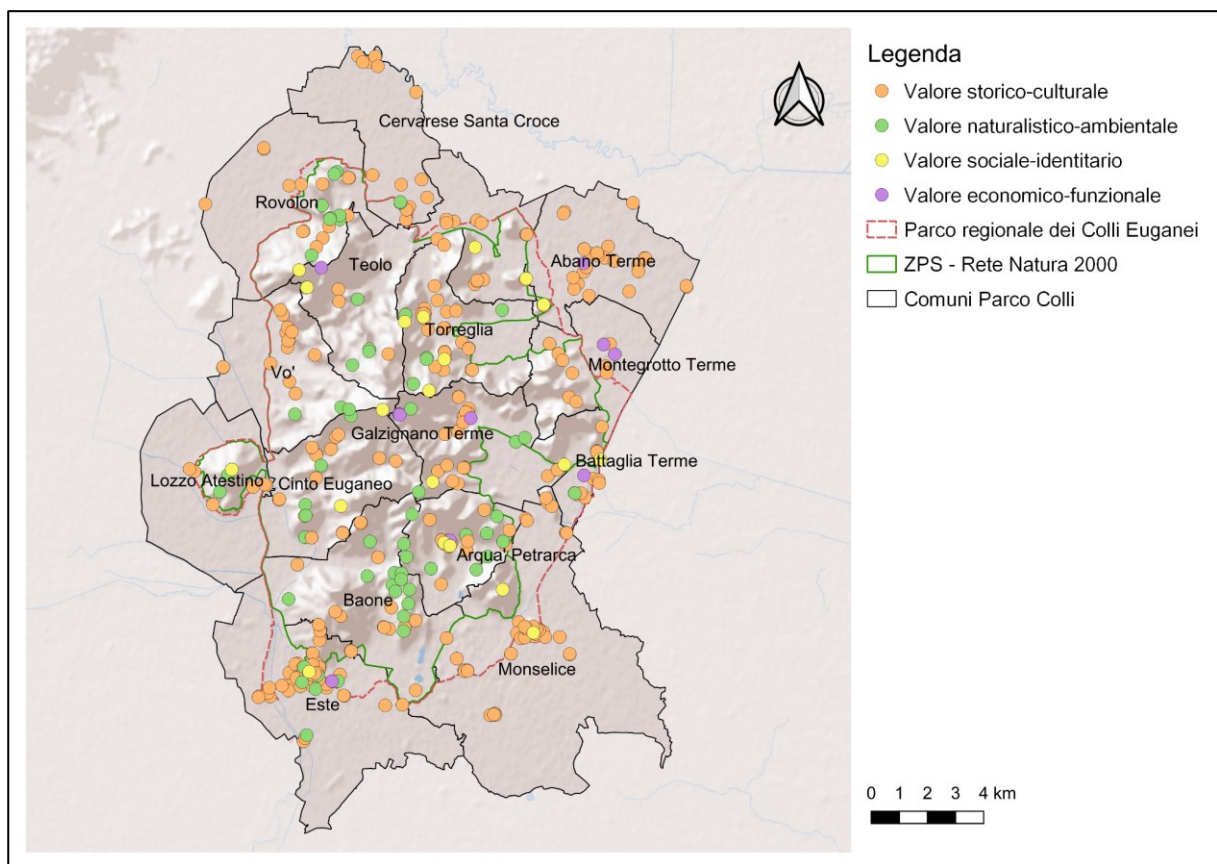 Legenda
Valore storico-culturale
Valore naturalistico-ambientale
Valore sociale-identitario
Valore economico-funzionale
Parco regionale dei Colli Euganei
ZPS - Rete Natura 2000
Comuni Parco Colli
Cervarese Santa Croce
Rovolon
Teolo
Abano Terme
Torreglia
Montegrotto Terme
Vo'
Galzignano Terme
Battaglia Terme
Lozzo Atestino
Cinto Euganeo
Arqua' Petrarca
Baone
Monselice
Este
0 1 2 3 4 km